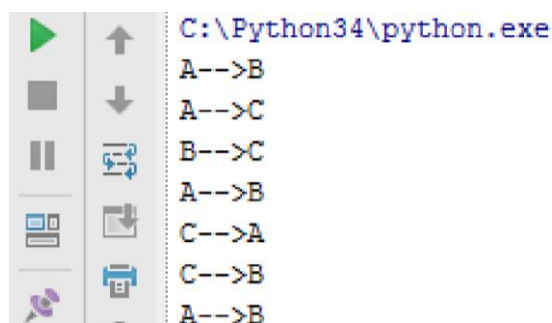 C:\Python34\python.exe
A-->B
A-->C
B-->C
A-->B
C-->A
C-->B
A-->B